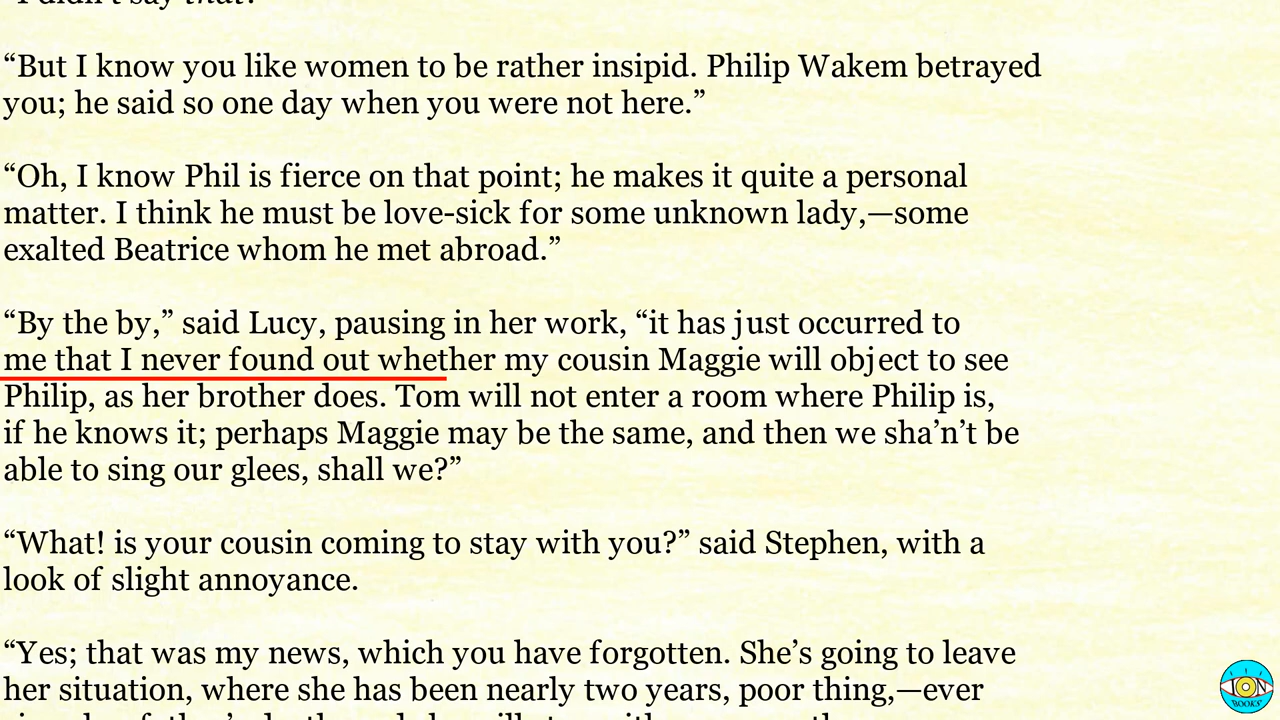 “I didn’t say that.
“But I know you like women to be rather insipid. Philip Wakem betrayed
you; he said so one day when you were not here.”
“Oh, I know Phil is fierce on that point; he makes it quite a personal
matter. I think he must be love-sick for some unknown lady,—some
exalted Beatrice whom he met abroad.”
“By the by,” said Lucy, pausing in her work, “it has just occurred to
me that I never found out whether my cousin Maggie will object to see
Philip, as her brother does. Tom will not enter a room where Philip is,
if he knows it; perhaps Maggie may be the same, and then we sha’n’t be
able to sing our glees, shall we?”
“What! is your cousin coming to stay with you?” said Stephen, with a
look of slight annoyance.
“Yes; that was my news, which you have forgotten. She’s going to leave
her situation, where she has been nearly two years, poor thing,—ever
ION
BOOKS